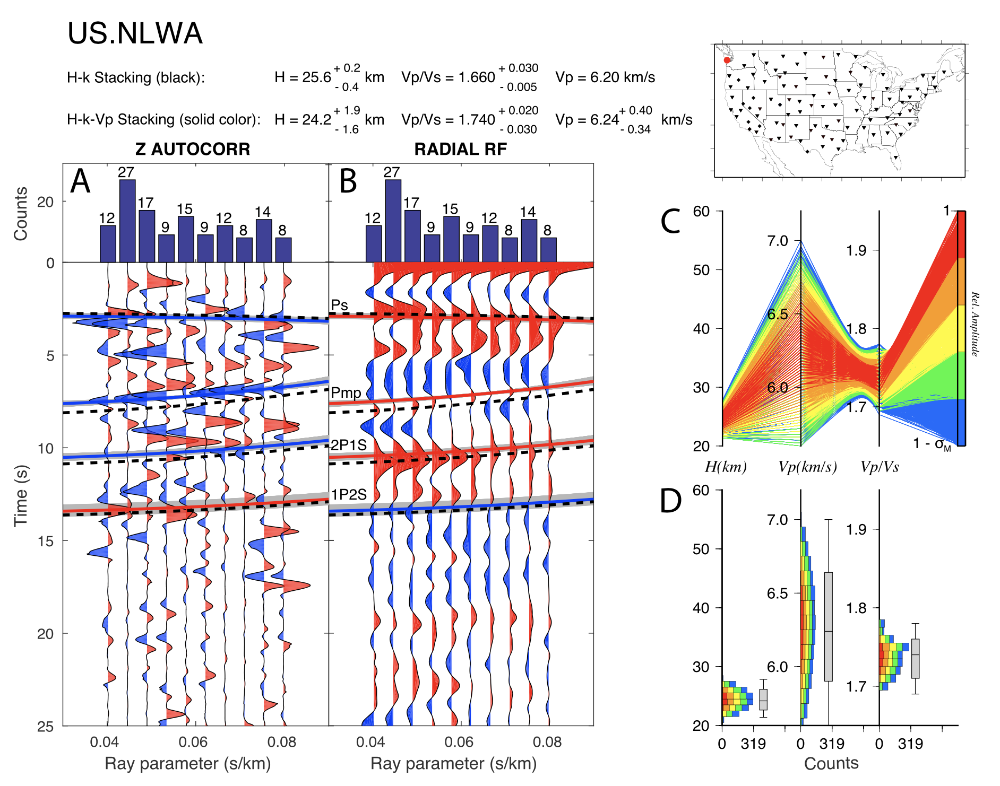 US.NLWA
H-k Stacking (black): H = 25.6 + 0.2 - 0.4 km Vp/Vs = 1.660 + 0.030 - 0.005 Vp = 6.20 km/s
H-k-Vp Stacking (solid color): H = 24.2 + 1.9 - 1.6 km Vp/Vs = 1.740 + 0.020 - 0.030 Vp = 6.24 + 0.40 - 0.34 km/s
Z AUTOCORR RADIAL RF
A B
Counts
20
0
12 27 17 9 15 9 12 8 14 8
12 27 17 9 15 9 12 8 14 8
Ps
Pmp
2P1S
1P2S
Time (s)
5
10
15
20
25
0.04 0.06 0.08
0.04 0.06 0.08
Ray parameter (s/km) Ray parameter (s/km)
C
60
50
40
30
20
7.0
6.5
6.0
1.9
1.8
1.7
1
1 - σM
Rel. Amplitude
H(km) Vp(km/s) Vp/Vs
D
60
50
40
30
20
7.0
6.5
6.0
1.9
1.8
1.7
0 319 0 319 0 319
Counts